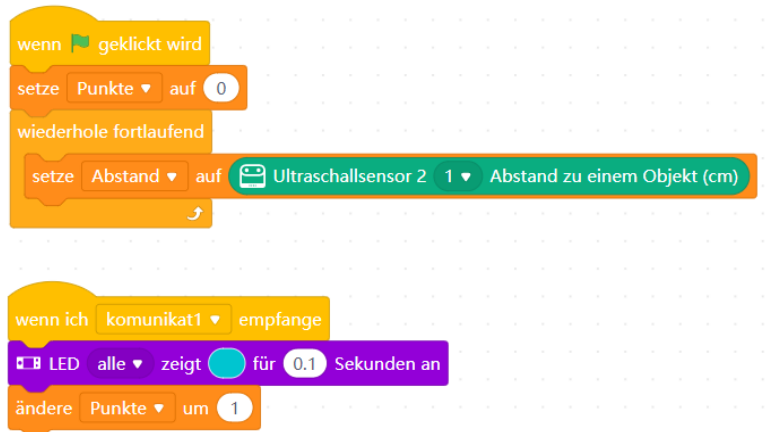 wenn geklickt wird
setze Punkte auf 0
wiederhole fortlaufend
setze Abstand auf Ultraschallsensor 2 1 Abstand zu einem Objekt (cm)
wenn ich komunikat1 empfange
LED alle zeigt für 0.1 Sekunden an
ändere Punkte um 1